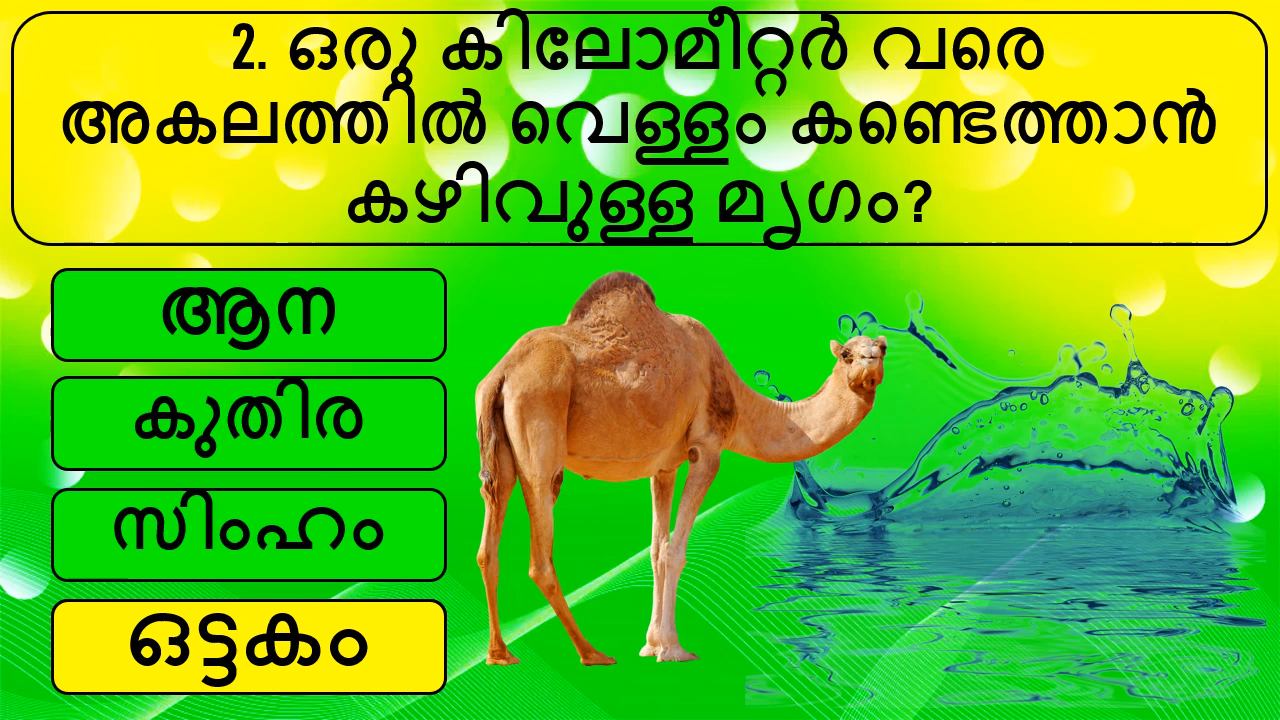 2. ഒരു കിലോമീറ്റർ വരെ
അകലത്തിൽ വെള്ളം കണ്ടെത്താൻ
കഴിവുള്ള മൃഗം?
ആന
കുതിര
സിംഹം
ഒട്ടകം